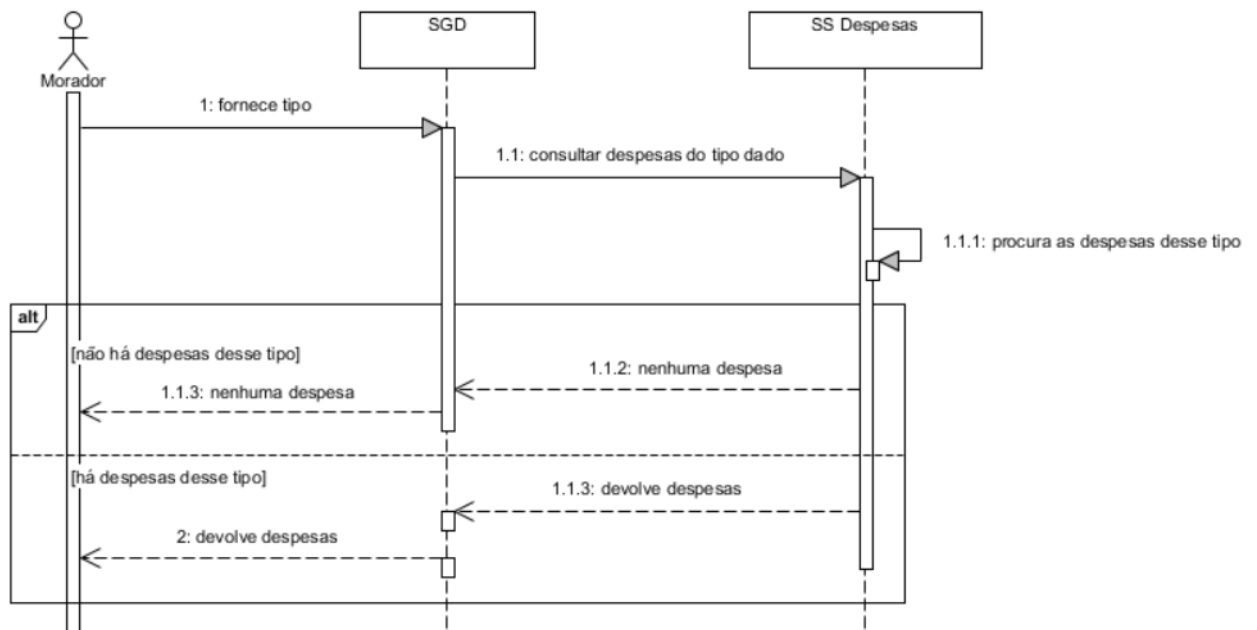 SGD
SS Despesas
Morador
1: fornece tipo
1.1: consultar despesas do tipo dado
1.1.1: procura as despesas desse tipo
alt
[não há despesas desse tipo]
1.1.2: nenhuma despesa
1.1.3: nenhuma despesa
[há despesas desse tipo]
1.1.3: devolve despesas
2: devolve despesas